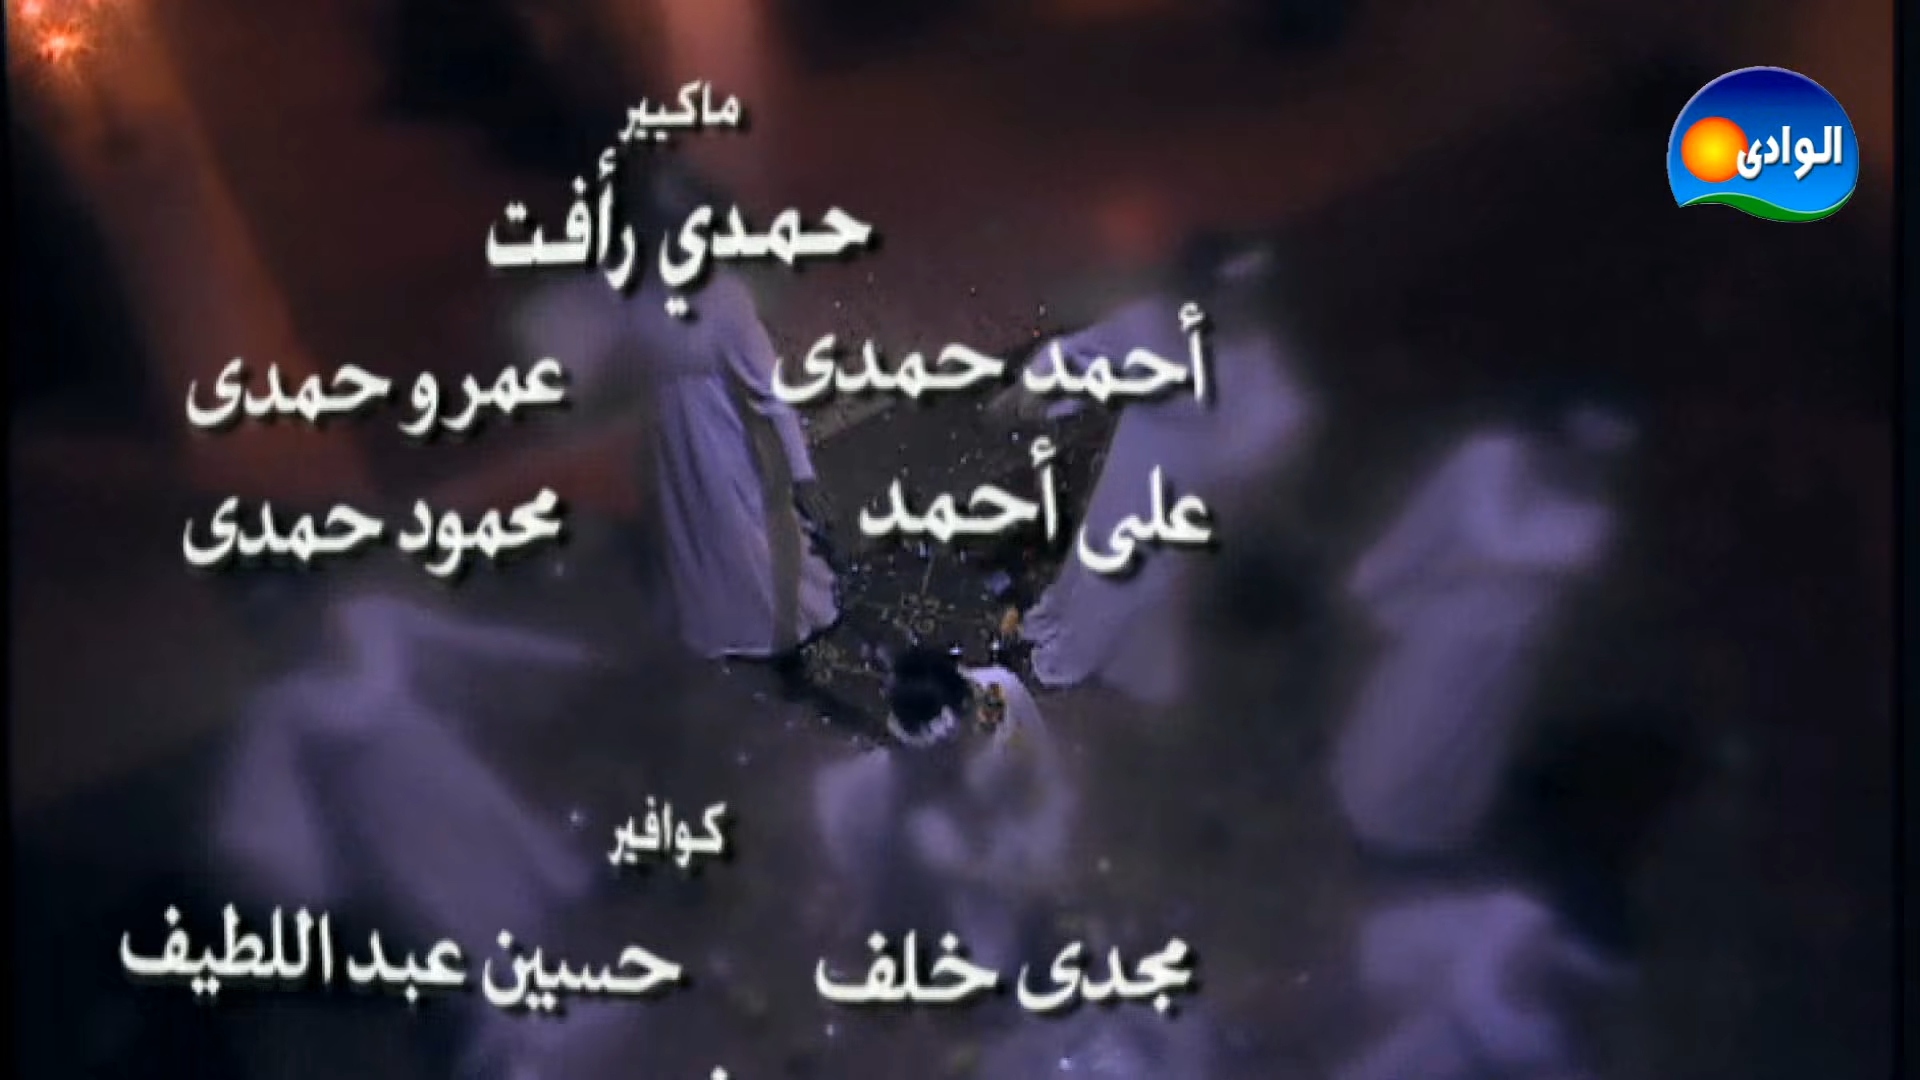 ماكيير
الوادى
حمدي رأفت
أحمد حمدى عمرو حمدى
على أحمد محمود حمدى
كوافير
مجدى خلف حسين عبد اللطيف